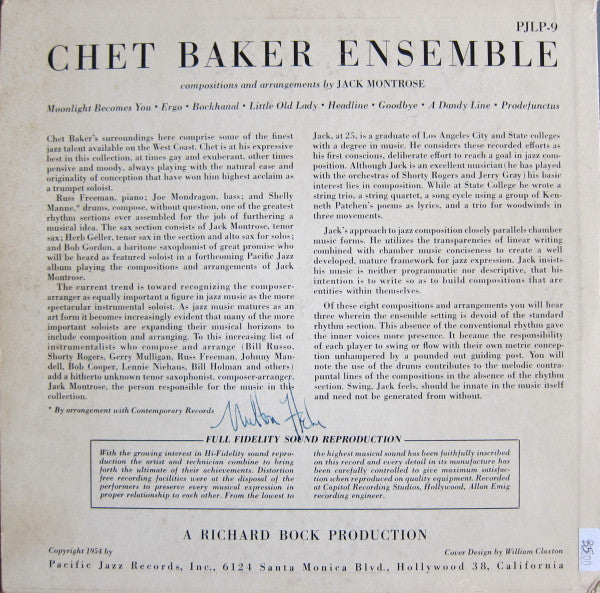 PJLP-9
CHET BAKER ENSEMBLE
compositions and arrangements by JACK MONTROSE
Moonlight Becomes You • Ergo • Bockhanal • Little Old Lady • Headline • Goodbye • A Dandy Line • Prodefunctus
Chet Baker's surroundings here comprise some of the finest
jazz talent available on the West Coast. Chet is at his expressive
best in this collection, at times gay and exuberant, other times
pensive and moody, always playing with the natural ease and
originality of conception that have won him highest acclaim as
a trumpet soloist.
Russ Freeman, piano; Joe Mondragon, bass; and Shelly
Manne,* drums, compose, without question, one of the greatest
rhythm sections ever assembled for the job of furthering a
musical idea. The sax section consists of Jack Montrose, tenor
sax; Herb Geller, tenor sax in the section and alto sax for solos;
and Bob Gordon, a baritone saxophonist of great promise who
will be heard as featured soloist in a forthcoming Pacific Jazz
album playing the compositions and arrangements of Jack
Montrose.
The current trend is toward recognizing the composer-
arranger as equally important a figure in jazz music as the more
spectacular instrumental soloist. As jazz music matures as an
art form it becomes increasingly evident that many of the more
important soloists are expanding their musical horizons to
include composition and arranging. To this increasing list of
instrumentalists who compose and arrange ( Bill Russo,
Shorty Rogers, Gerry Mulligan, Russ Freeman, Johnny Man-
dell, Bob Cooper, Lennie Niehaus, Bill Holman and others)
add a hitherto unknown tenor saxophonist, composer-arranger,
Jack Montrose, the person responsible for the music in this
collection.
* By arrangement with Contemporary Records
Jack, at 25, is a graduate of Los Angeles City and State colleges
with a degree in music. He considers these recorded efforts as
his first conscious, deliberate effort to reach a goal in jazz com-
position. Although Jack is an excellent musician (he has played
with the orchestras of Shorty Rogers and Jerry Gray) his basic
interest lies in composition. While at State College he wrote a
string trio, a string quartet, a song cycle using a group of Ken-
neth Patchen's poems as lyrics, and a trio for woodwinds in
three movements.
Jack's approach to jazz composition closely parallels chamber
music forms. He utilizes the transparencies of linear writing
combined with chamber music conciseness to create a well
developed, mature framework for jazz expression. Jack insists
his music is neither programmatic nor descriptive, that his
intention is to write so as to build compositions that are
entities within themselves.
Of these eight compositions and arrangements you will hear
three wherein the ensemble setting is devoid of the standard
rhythm section. This absence of the conventional rhythm gave
the inner voices more presence. It became the responsibility
of each player to swing or flow with their own metric concep-
tion unhampered by a pounded out guiding post. You will
note the use of the drums contributes to the melodic contra-
puntal lines of the compositions in the absence of the rhythm
section. Swing, Jack feels, should be innate in the music itself
and need not be generated from without.
FULL FIDELITY SOUND REPRODUCTION
With the growing interest in Hi-Fidelity sound repro-
duction the artist and technician combine to bring
forth the ultimate of their achievements. Distortion
free recording facilities were at the disposal of the
performers to preserve every musical expression in
proper relationship to each other. From the lowest to
the highest musical sound has been faithfully inscribed
on this record and every detail in its manufacture has
been carefully controlled to give maximum satisfac-
tion when reproduced on quality equipment. Recorded
at Capitol Recording Studios, Hollywood, Allan Emig
recording engineer.
A RICHARD BOCK PRODUCTION
Copyright 1954 by
Cover Design by William Claxton
Pacific Jazz Records, Inc., 6124 Santa Monica Blvd., Hollywood 38, California